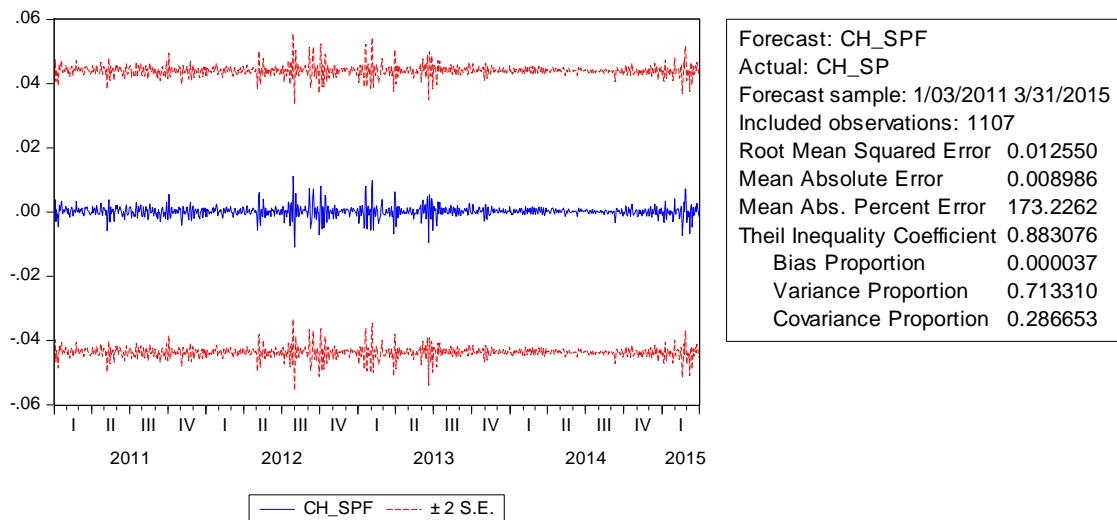 .06
.04
.02
.00
-.02
-.04
-.06
I II III IV I II III IV I II III IV I II III IV I
2011 2012 2013 2014 2015
CH_SPF ± 2 S.E.
Forecast: CH_SPF
Actual: CH_SP
Forecast sample: 1/03/2011 3/31/2015
Included observations: 1107
Root Mean Squared Error 0.012550
Mean Absolute Error 0.008986
Mean Abs. Percent Error 173.2262
Theil Inequality Coefficient 0.883076
Bias Proportion 0.000037
Variance Proportion 0.713310
Covariance Proportion 0.286653